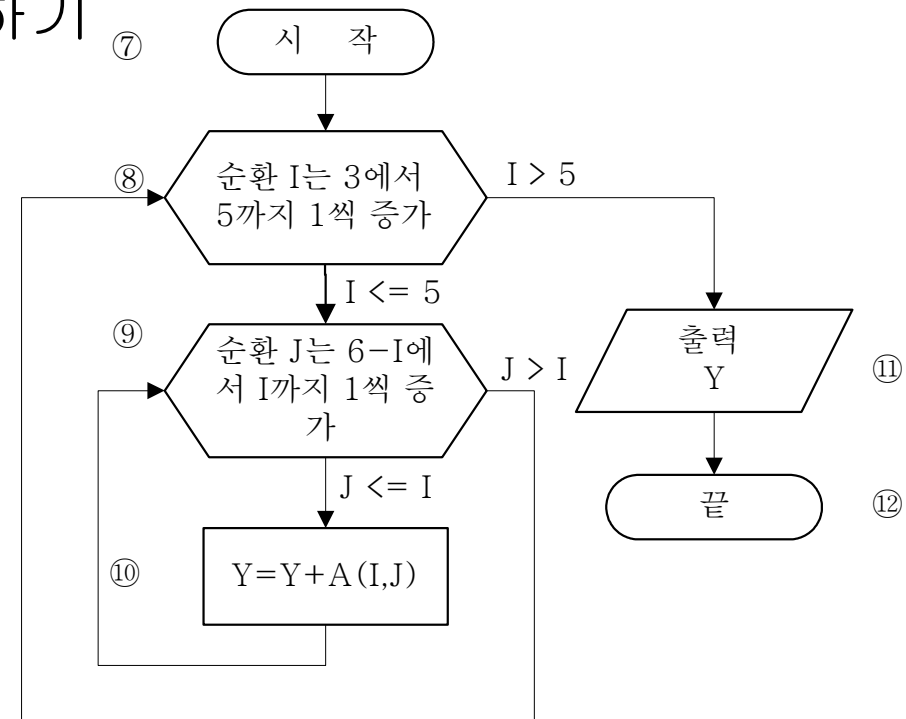 하기
⑦
시 작
⑧
순환 I는 3에서
5까지 1씩 증가
I > 5
I <= 5
⑨
순환 J는 6-I에
서 I까지 1씩 증
가
J > I
출력
Y
⑪
J <= I
끝
⑫
⑩
Y=Y+A(I,J)